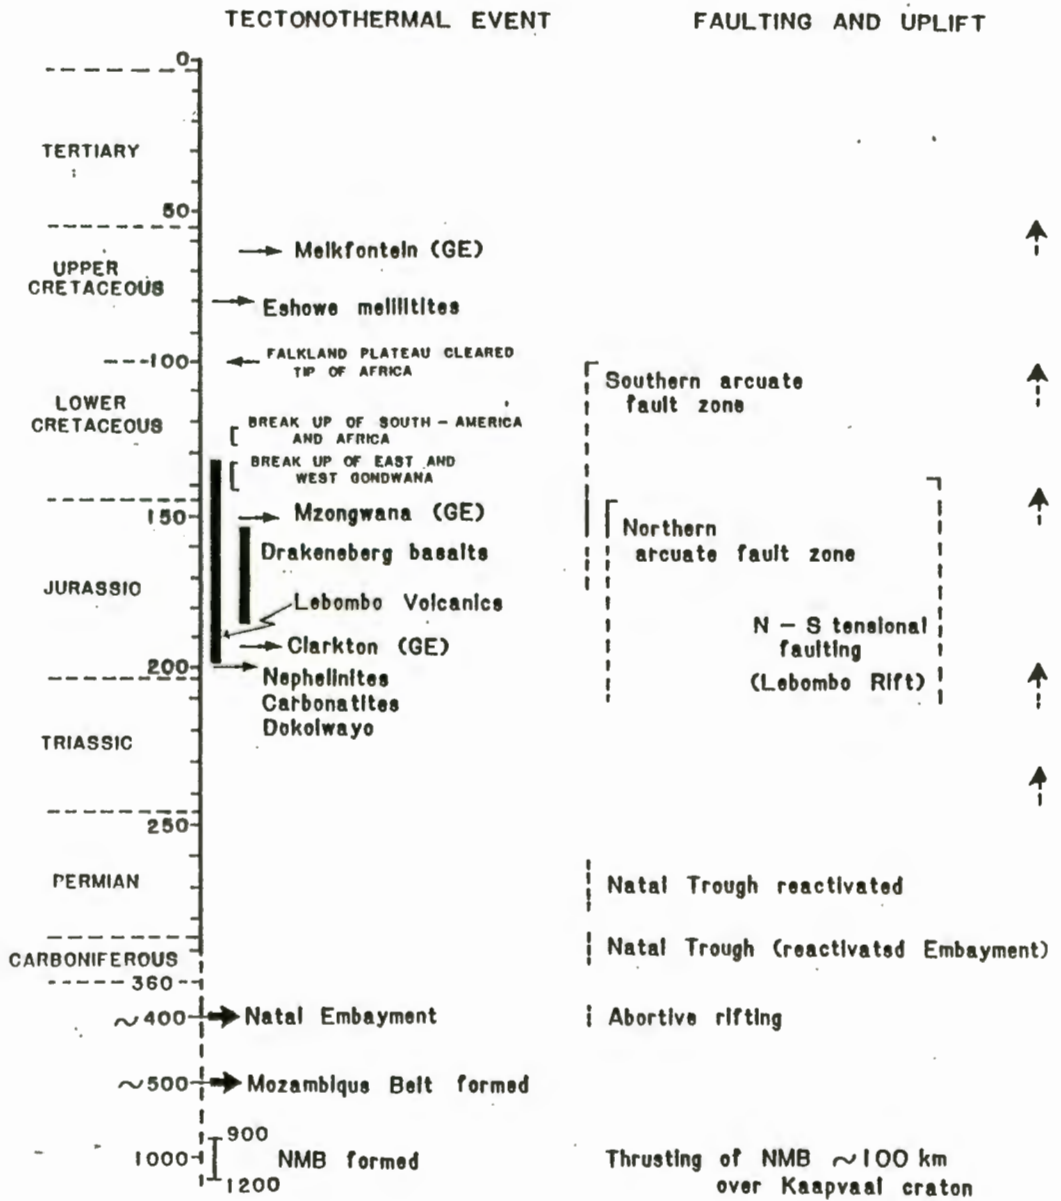 TECTONOTHERMAL EVENT
FAULTING AND UPLIFT
0
TERTIARY
50
Melkfontein (GE)
UPPER
CRETACEOUS
Eshowe melilitites
100
FALKLAND PLATEAU CLEARED
TIP OF AFRICA
Southern arcuate
fault zone
LOWER
CRETACEOUS
BREAK UP OF SOUTH-AMERICA
AND AFRICA
BREAK UP OF EAST AND
WEST GONDWANA
150
Mzongwana (GE)
Northern
arcuate fault zone
Drakeneberg basalts
JURASSIC
Lebombo Volcanics
N - S tensional
faulting
(Lebombo Rift)
Clarkton (GE)
200
Nephelinites
Carbonatites
Dokolwayo
TRIASSIC
250
PERMIAN
Natal Trough reactivated
CARBONIFEROUS
Natal Trough (reactivated Embayment)
360
~400
Natal Embayment
Abortive rifting
~500
Mozambique Belt formed
900
1000
NMB formed
1200
Thrusting of NMB ~100 km
over Kaapvaal craton